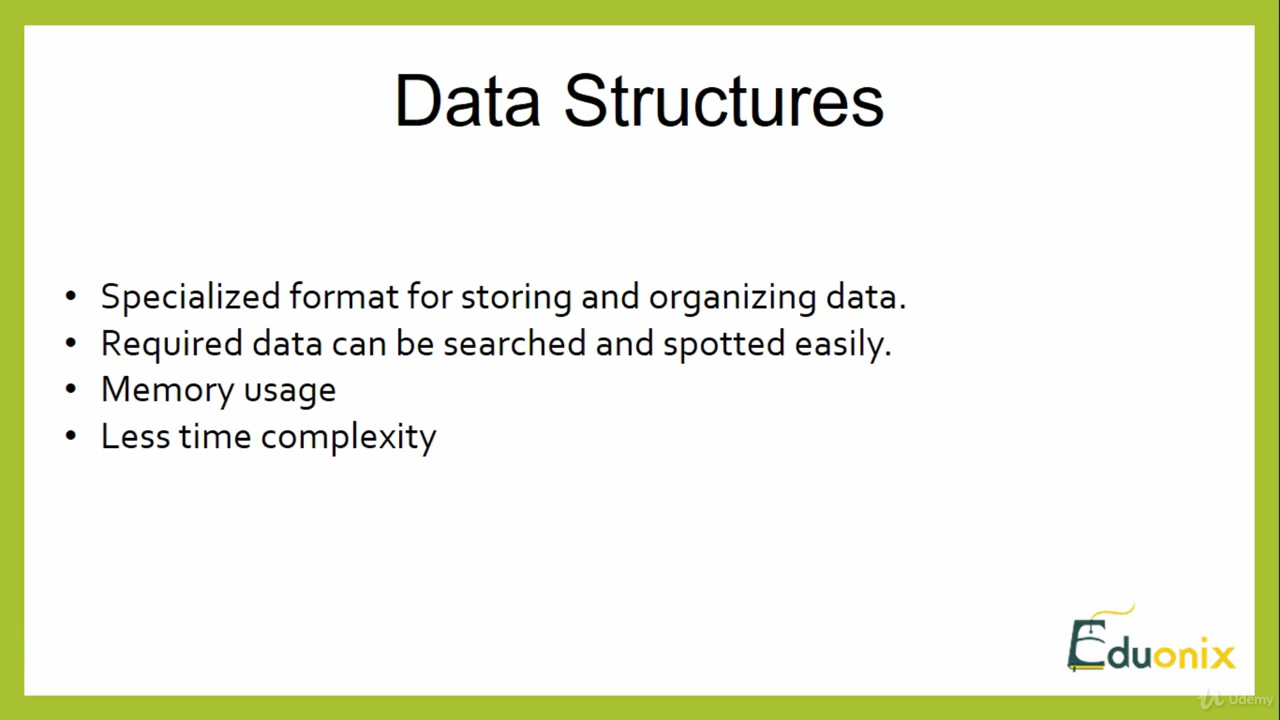 Data Structures
• Specialized format for storing and organizing data.
• Required data can be searched and spotted easily.
• Memory usage
• Less time complexity
Eduonix
Udemy